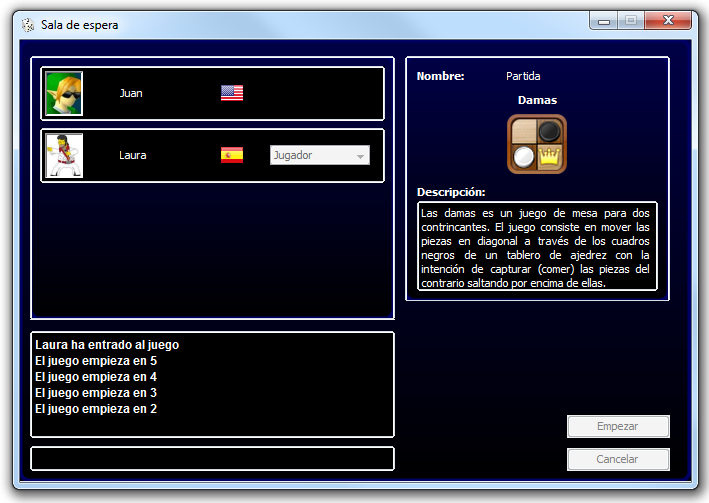 Sala de espera
Juan
Laura
Jugador
Nombre:
Partida
Damas
Descripción:
Las damas es un juego de mesa para dos
contrincantes. El juego consiste en mover las
piezas en diagonal a través de los cuadros
negros de un tablero de ajedrez con la
intención de capturar (comer) las piezas del
contrario saltando por encima de ellas.
Laura ha entrado al juego
El juego empieza en 5
El juego empieza en 4
El juego empieza en 3
El juego empieza en 2
Empezar
Cancelar